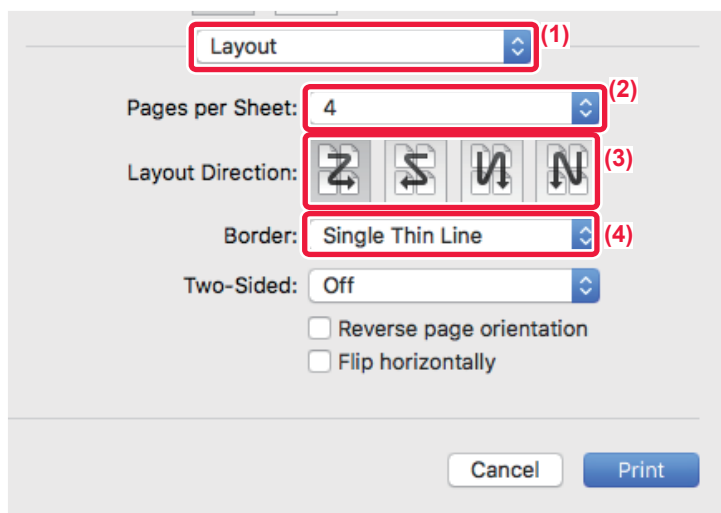 Layout (1)
Pages per Sheet: 4 (2)
Layout Direction: (3)
Border: Single Thin Line (4)
Two-Sided: Off
Reverse page orientation
Flip horizontally
Cancel Print